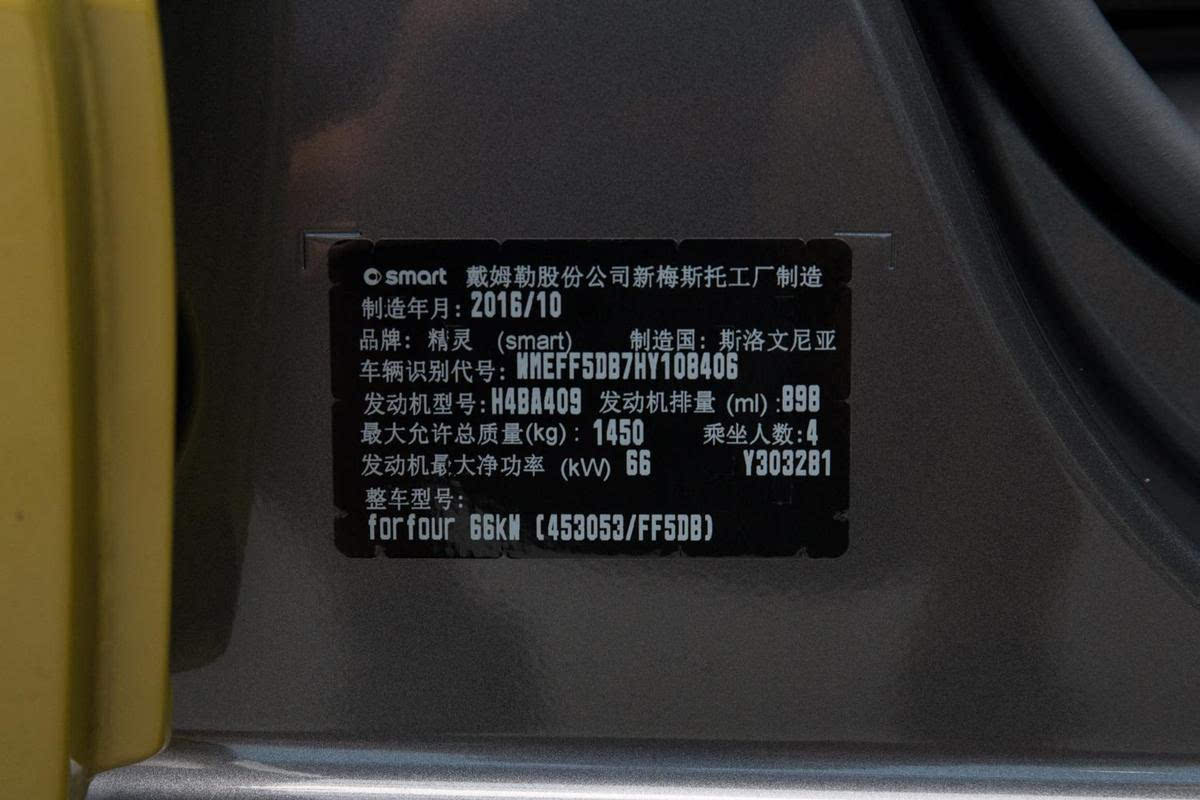 smart 戴姆勒股份公司新梅斯托工厂制造
制造年月: 2016/10
品牌: 精灵 (smart) 制造国: 斯洛文尼亚
车辆识别代号: WMEFF5DB7HY108406
发动机型号: H4BA409 发动机排量 (ml) :898
最大允许总质量(kg): 1450 乘坐人数:4
发动机最大净功率 (kW) 66 Y303281
整车型号:
forfour 66kW (453053/FF5DB)